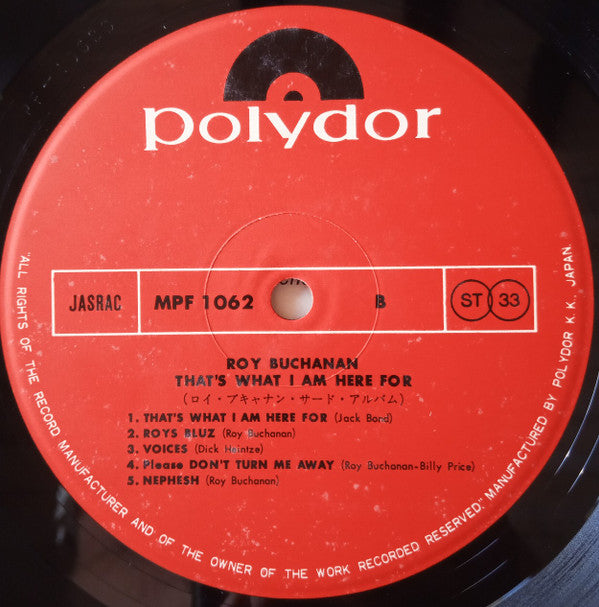 polydor
JASRAC
MPF 1062
B
ST 33
ROY BUCHANAN
THAT'S WHAT I AM HERE FOR
(ロイ・ブキャナン・サード・アルバム)
1. THAT'S WHAT I AM HERE FOR (Jack Bord)
2. ROYS BLUZ (Roy Buchanan)
3. VOICES (Dick Heintze)
4. Please DON'T TURN ME AWAY (Roy Buchanan-Billy Price)
5. NEPHESH (Roy Buchanan)
"ALL RIGHTS OF THE RECORD MANUFACTURER AND OF THE OWNER OF THE WORK RECORDED RESERVED." MANUFACTURED BY POLYDOR K.K., JAPAN.